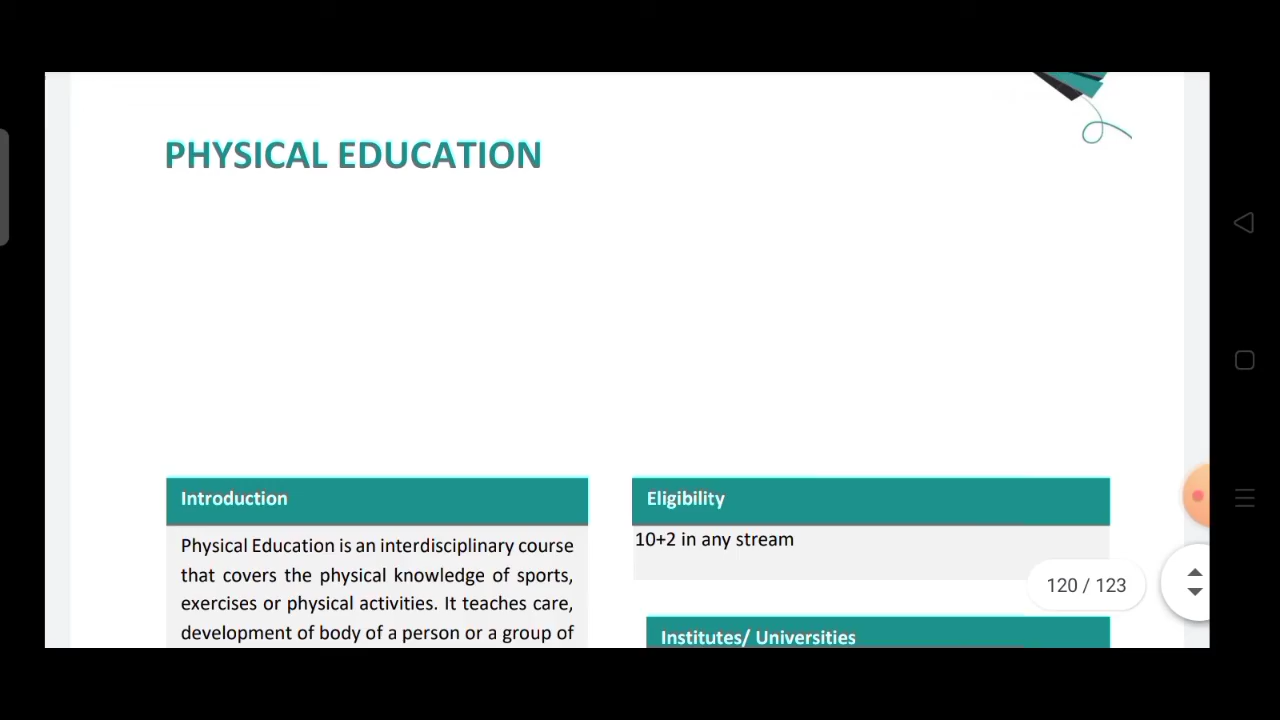 PHYSICAL EDUCATION
Introduction
Physical Education is an interdisciplinary course
that covers the physical knowledge of sports,
exercises or physical activities. It teaches care,
development of body of a person or a group of
Eligibility
10+2 in any stream
120 / 123
Institutes/ Universities